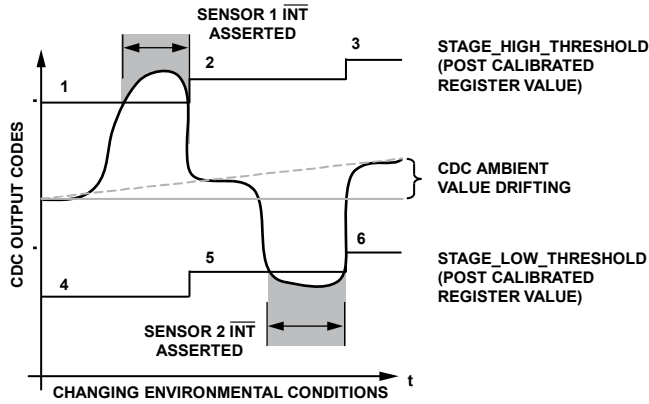 SENSOR 1 INT
ASSERTED
1
2
3
STAGE_HIGH_THRESHOLD
(POST CALIBRATED
REGISTER VALUE)
CDC OUTPUT CODES
CDC AMBIENT
VALUE DRIFTING
4
5
6
STAGE_LOW_THRESHOLD
(POST CALIBRATED
REGISTER VALUE)
SENSOR 2 INT
ASSERTED
t
CHANGING ENVIRONMENTAL CONDITIONS